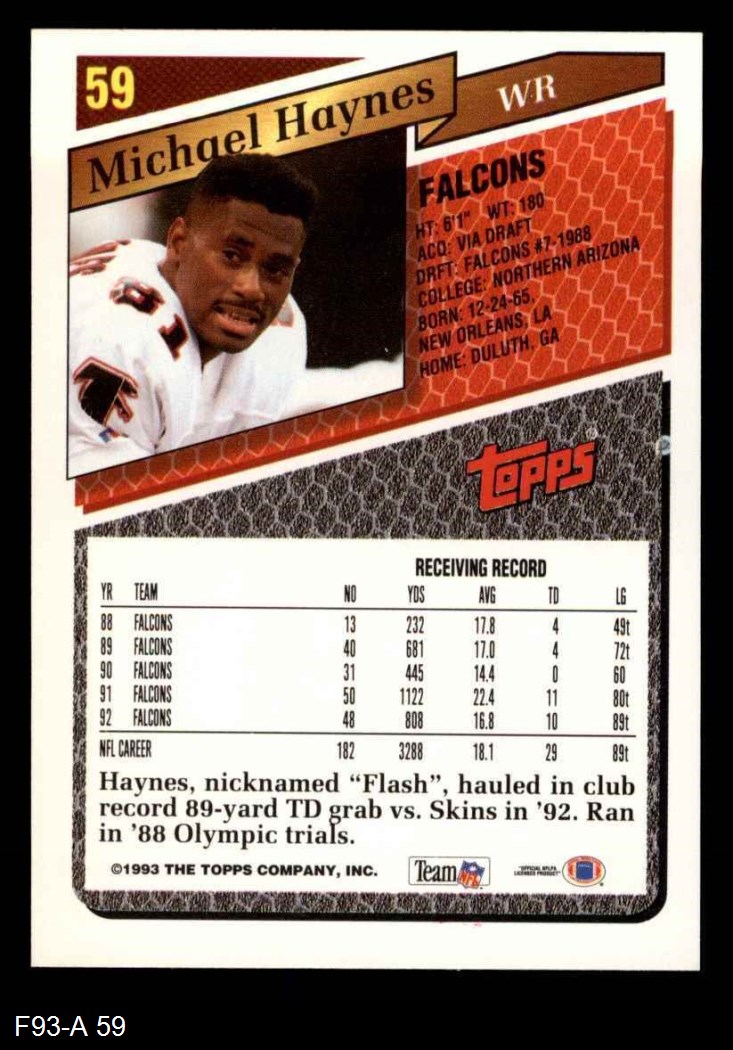 59
Michael Haynes
WR
FALCONS
HT: 6'1" WT: 180
ACQ: VIA DRAFT
DRFT: FALCONS #7-1988
COLLEGE: NORTHERN ARIZONA
BORN: 12-24-65,
NEW ORLEANS, LA
HOME: DULUTH, GA
81
TOPPS®
RECEIVING RECORD
YR TEAM NO YDS AVG TD LG
88 FALCONS 13 232 17.8 4 49t
89 FALCONS 40 681 17.0 4 72t
90 FALCONS 31 445 14.4 0 60
91 FALCONS 50 1122 22.4 11 80t
92 FALCONS 48 808 16.8 10 89t
NFL CAREER 182 3288 18.1 29 89t
Haynes, nicknamed "Flash", hauled in club
record 89-yard TD grab vs. Skins in '92. Ran
in '88 Olympic trials.
©1993 THE TOPPS COMPANY, INC. Team NFL "OFFICIAL NFLPA
LICENSED PRODUCT"
F93-A 59